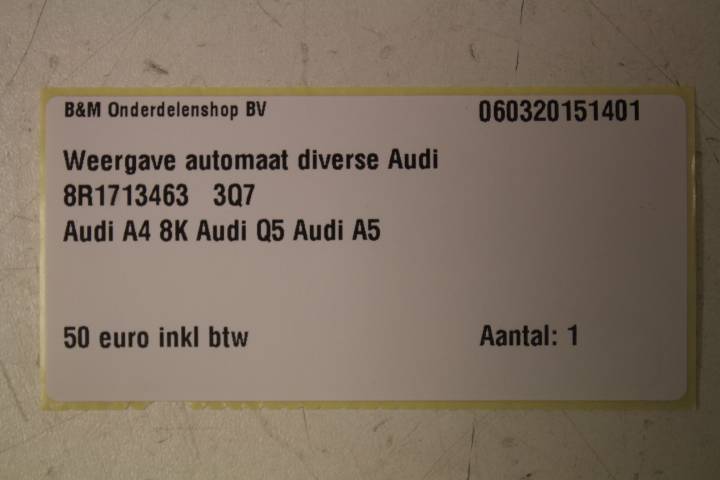 B&M Onderdelenshop BV 060320151401
Weergave automaat diverse Audi
8R1713463 3Q7
Audi A4 8K Audi Q5 Audi A5
50 euro inkl btw Aantal: 1